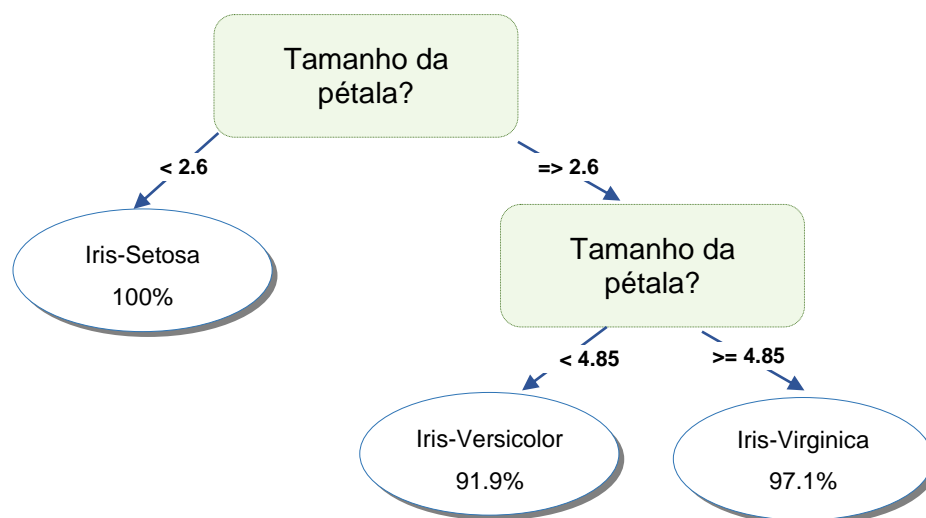 Tamanho da
pétala?
< 2.6
=> 2.6
Iris-Setosa
100%
Tamanho da
pétala?
< 4.85
>= 4.85
Iris-Versicolor
91.9%
Iris-Virginica
97.1%